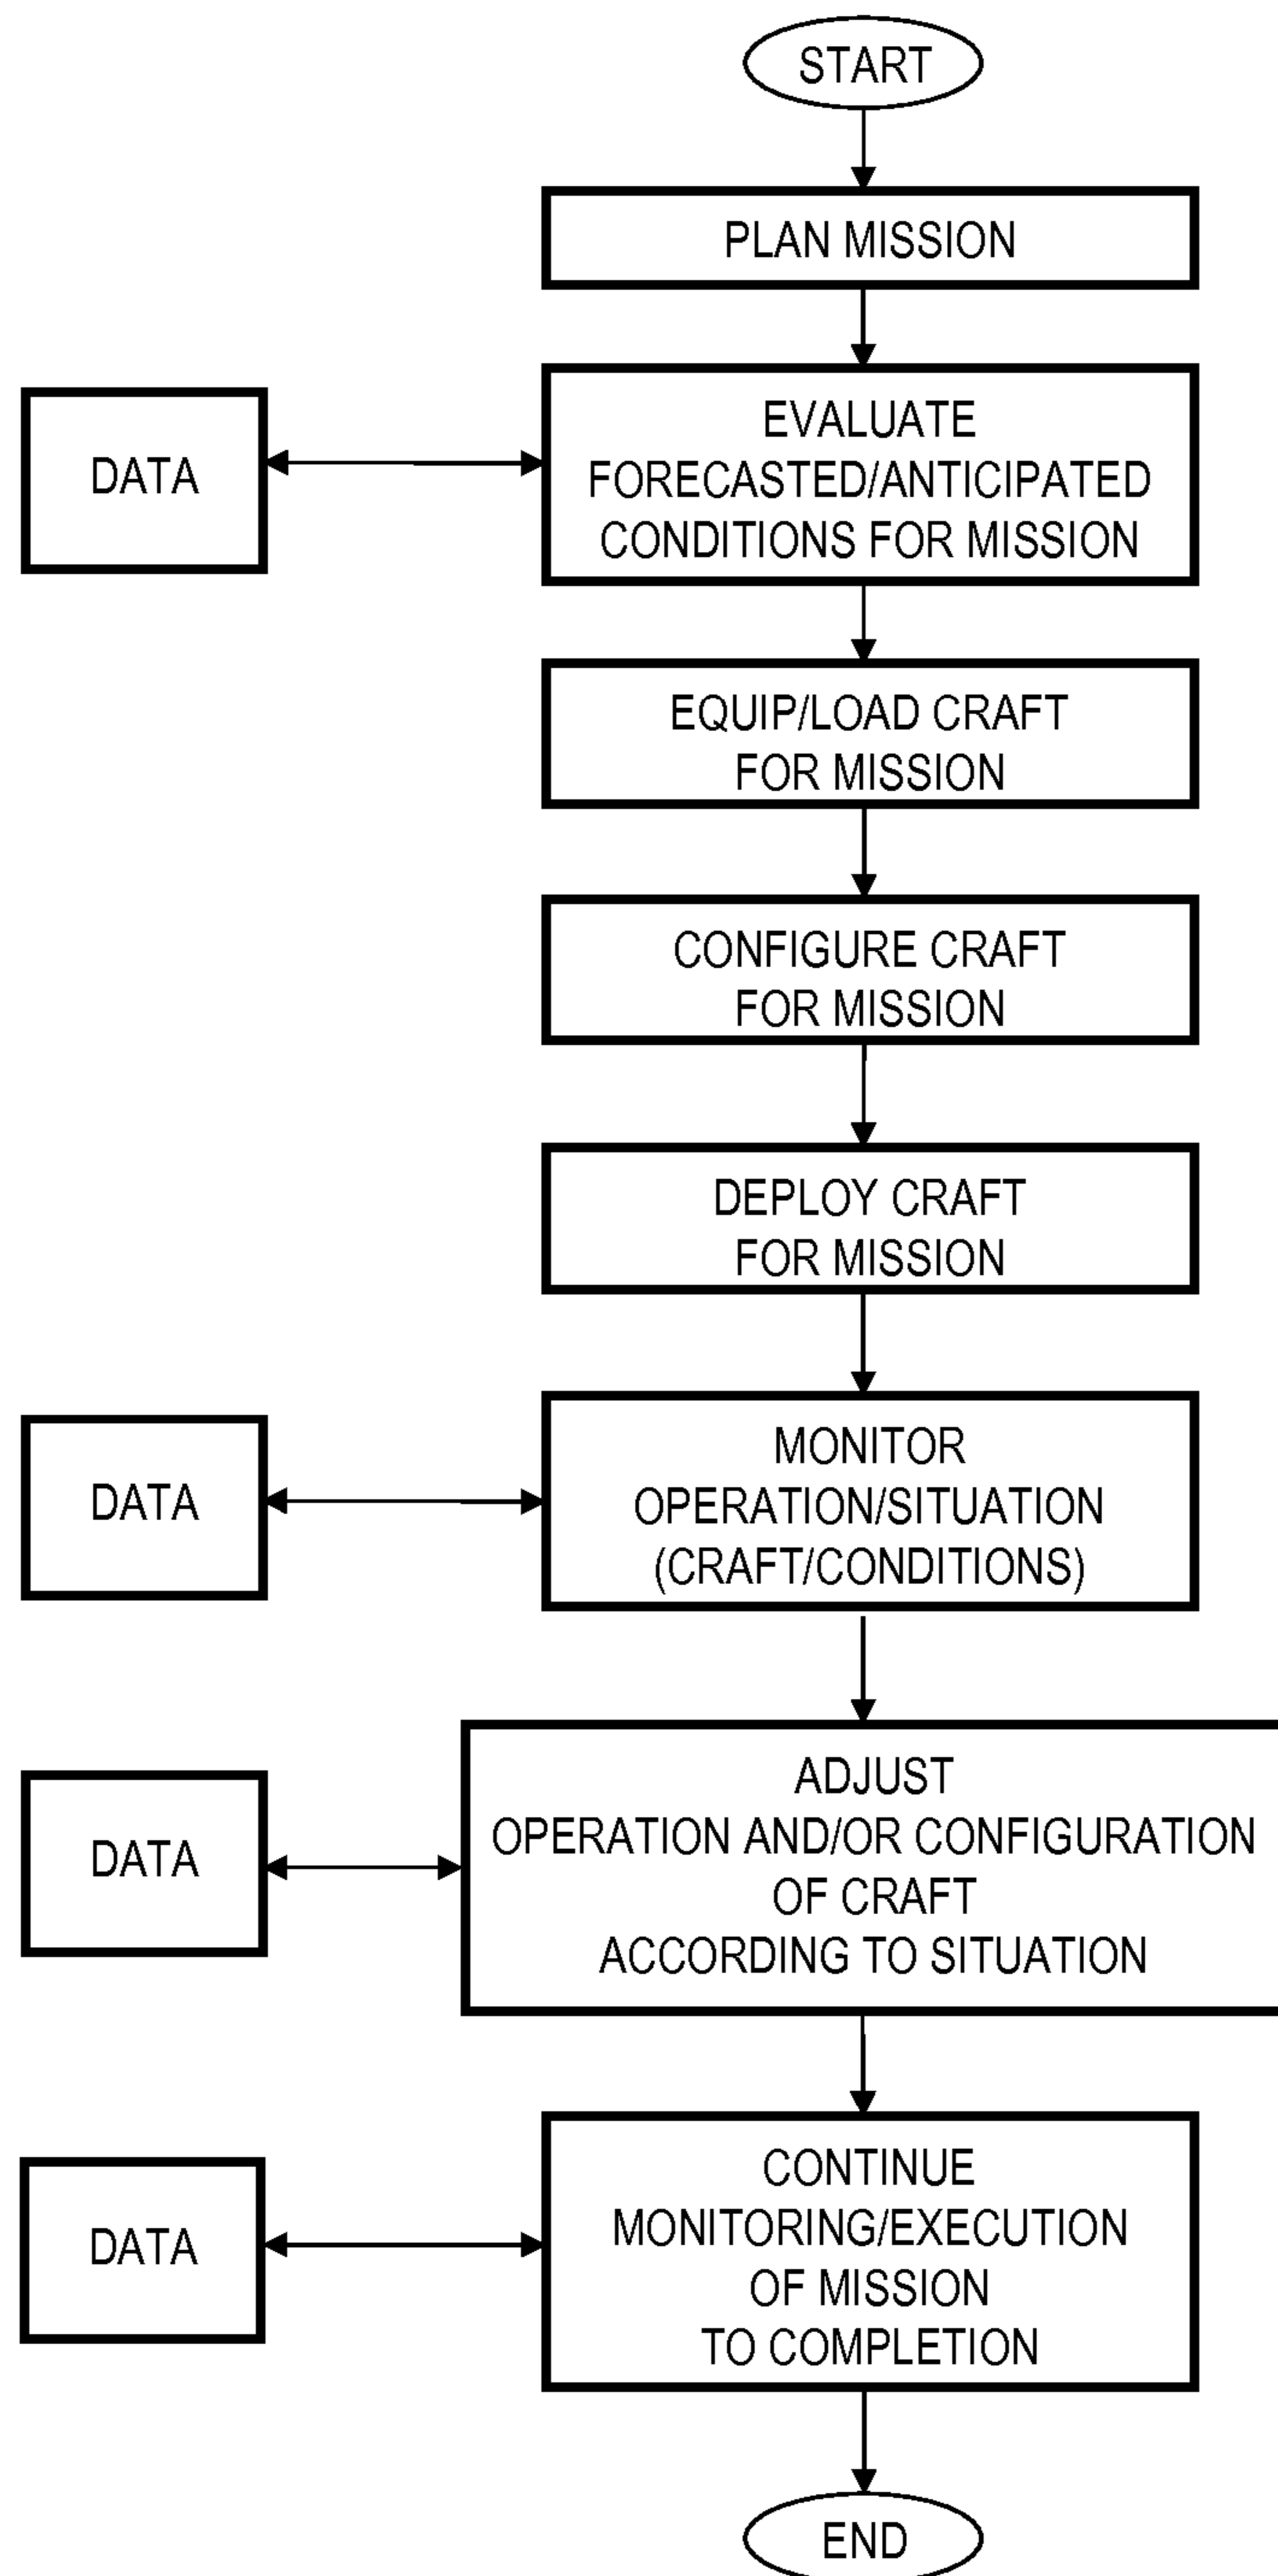 START
PLAN MISSION
EVALUATE
FORECASTED/ANTICIPATED
CONDITIONS FOR MISSION
DATA
EQUIP/LOAD CRAFT
FOR MISSION
CONFIGURE CRAFT
FOR MISSION
DEPLOY CRAFT
FOR MISSION
MONITOR
OPERATION/SITUATION
(CRAFT/CONDITIONS)
DATA
ADJUST
OPERATION AND/OR CONFIGURATION
OF CRAFT
ACCORDING TO SITUATION
DATA
CONTINUE
MONITORING/EXECUTION
OF MISSION
TO COMPLETION
DATA
END